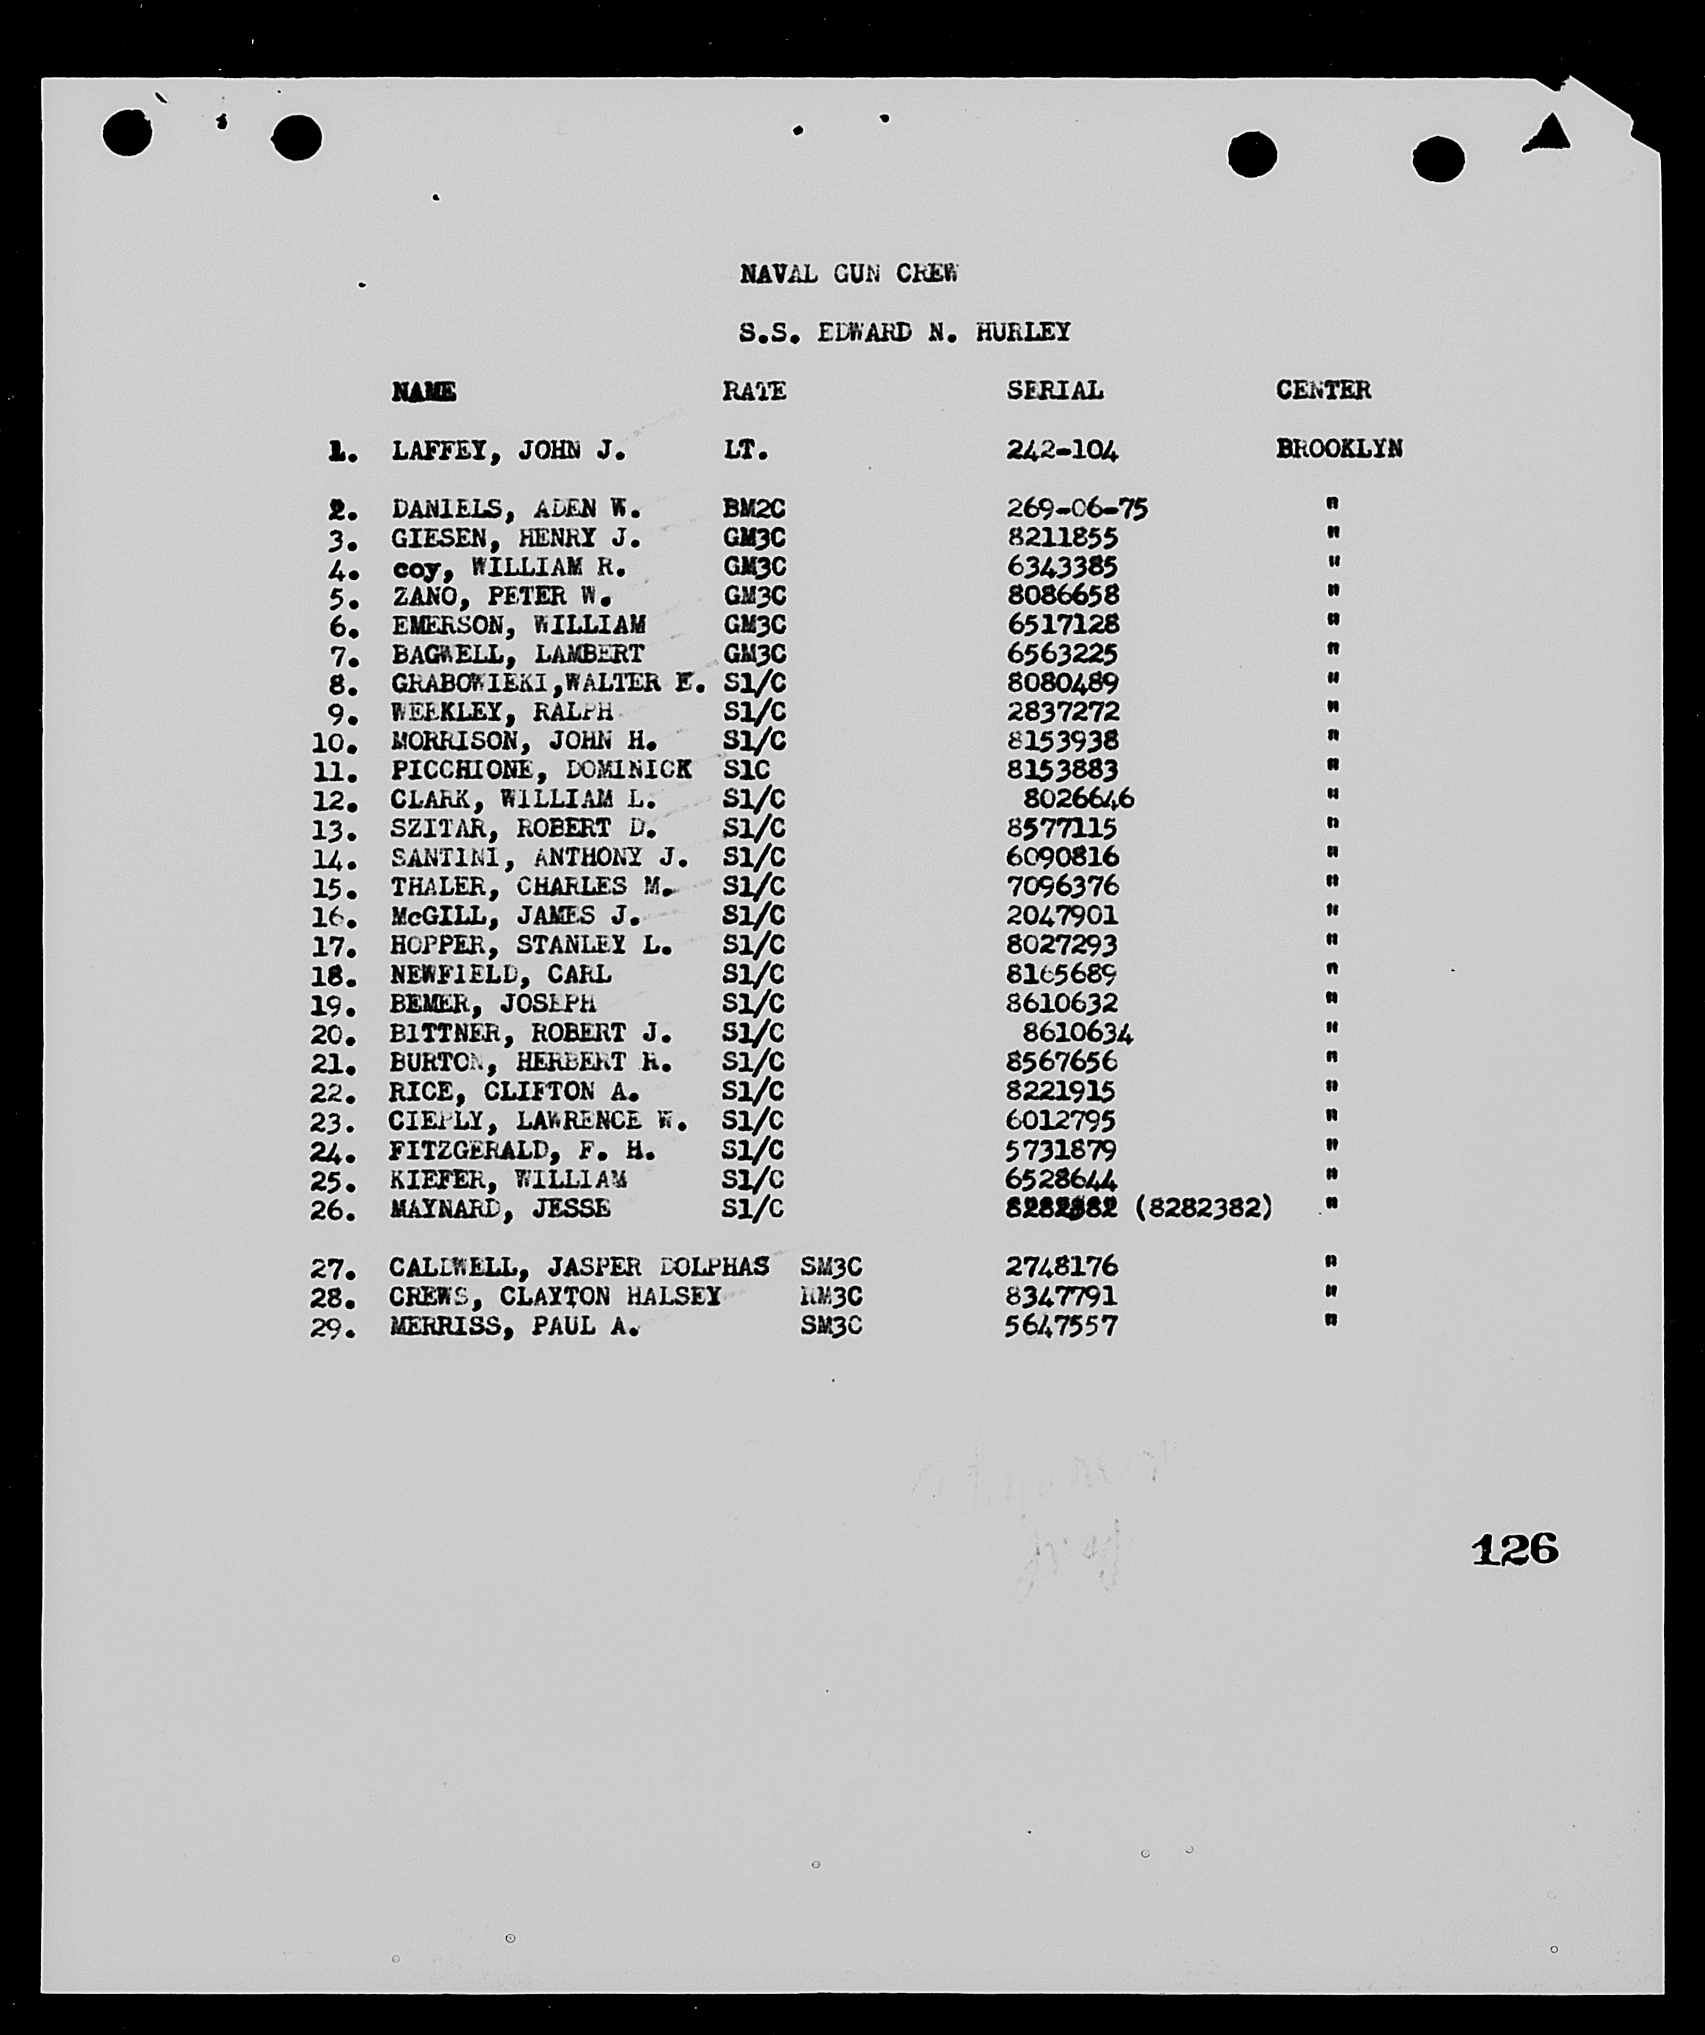 NAVAL GUN CREW
S.S. EDWARD N. HURLEY
NAME RATE SERIAL CENTER
1. LAFFEY, JOHN J. LT. 242-104 BROOKLYN
2. DANIELS, ADEN W. BM2C 269-06-75 "
3. GIESEN, HENRY J. GM3C 8211855 "
4. coy, WILLIAM R. GM3C 6343385 "
5. ZANO, PETER W. GM3C 8086658 "
6. EMERSON, WILLIAM GM3C 6517128 "
7. BAGWELL, LAMBERT GM3C 6563225 "
8. GRABOWIEKI,WALTER E. S1/C 8080489 "
9. WEEKLEY, RALPH S1/C 2837272 "
10. MORRISON, JOHN H. S1/C 8153938 "
11. PICCHIONE, DOMINICK S1C 8153883 "
12. CLARK, WILLIAM L. S1/C 8026646 "
13. SZITAR, ROBERT D. S1/C 8577115 "
14. SANTINI, ANTHONY J. S1/C 6090816 "
15. THALER, CHARLES M. S1/C 7096376 "
16. McGILL, JAMES J. S1/C 2047901 "
17. HOPPER, STANLEY L. S1/C 8027293 "
18. NEWFIELD, CARL S1/C 8165689 "
19. BEMER, JOSEPH S1/C 8610632 "
20. BITTNER, ROBERT J. S1/C 8610634 "
21. BURTON, HERBERT R. S1/C 8567656 "
22. RICE, CLIFTON A. S1/C 8221915 "
23. CIEPLY, LAWRENCE W. S1/C 6012795 "
24. FITZGERALD, F. H. S1/C 5731879 "
25. KIEFER, WILLIAM S1/C 6528644 "
26. MAYNARD, JESSE S1/C 8282382 (8282382) "
27. CALDWELL, JASPER DOLPHAS SM3C 2748176 "
28. CREWS, CLAYTON HALSEY RM3C 8347791 "
29. MERRISS, PAUL A. SM3C 5647557 "
126